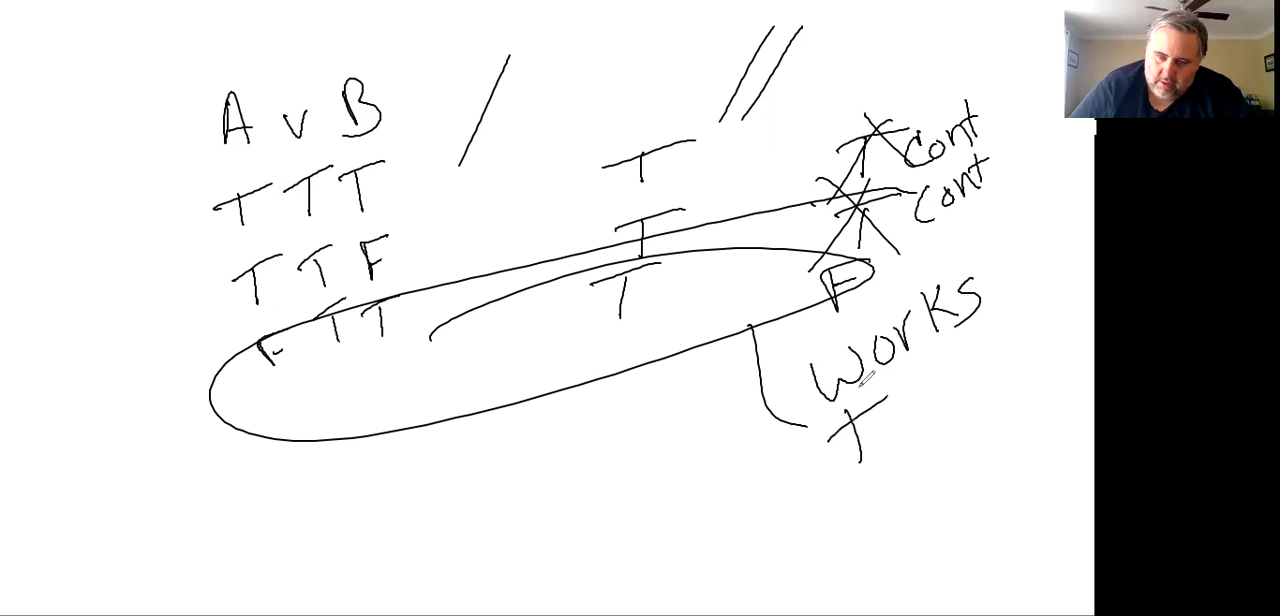 A v B / //
T T T T T Cont
T T F T T Cont
F T T T F
Works
T